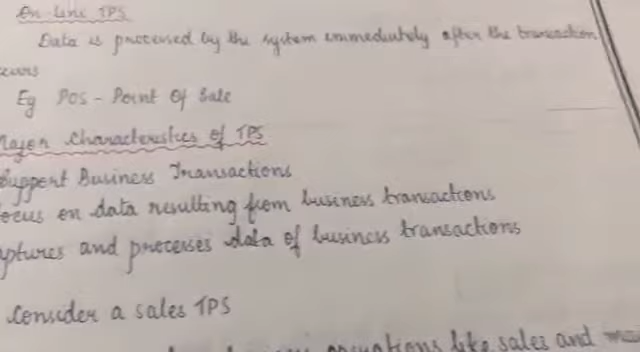 On line TPS
Data is processed by the system immediately after the transaction
Eg POS - Point Of Sale
Major Characteristics of TPS
Support Business Transactions
Focus on data resulting from business transactions
and processes data of business transactions
Consider a sales TPS
operations like sales and